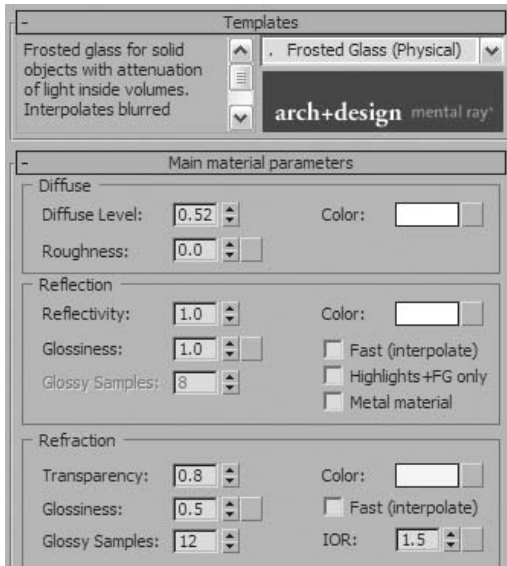 - Templates
Frosted glass for solid
objects with attenuation
of light inside volumes.
Interpolates blurred
. Frosted Glass (Physical)
arch+design mental ray®
- Main material parameters
Diffuse
Diffuse Level: 0.52 Color:
Roughness: 0.0
Reflection
Reflectivity: 1.0 Color:
Glossiness: 1.0 Fast (interpolate)
Glossy Samples: 8 Highlights+FG only
Metal material
Refraction
Transparency: 0.8 Color:
Glossiness: 0.5 Fast (interpolate)
Glossy Samples: 12 IOR: 1.5